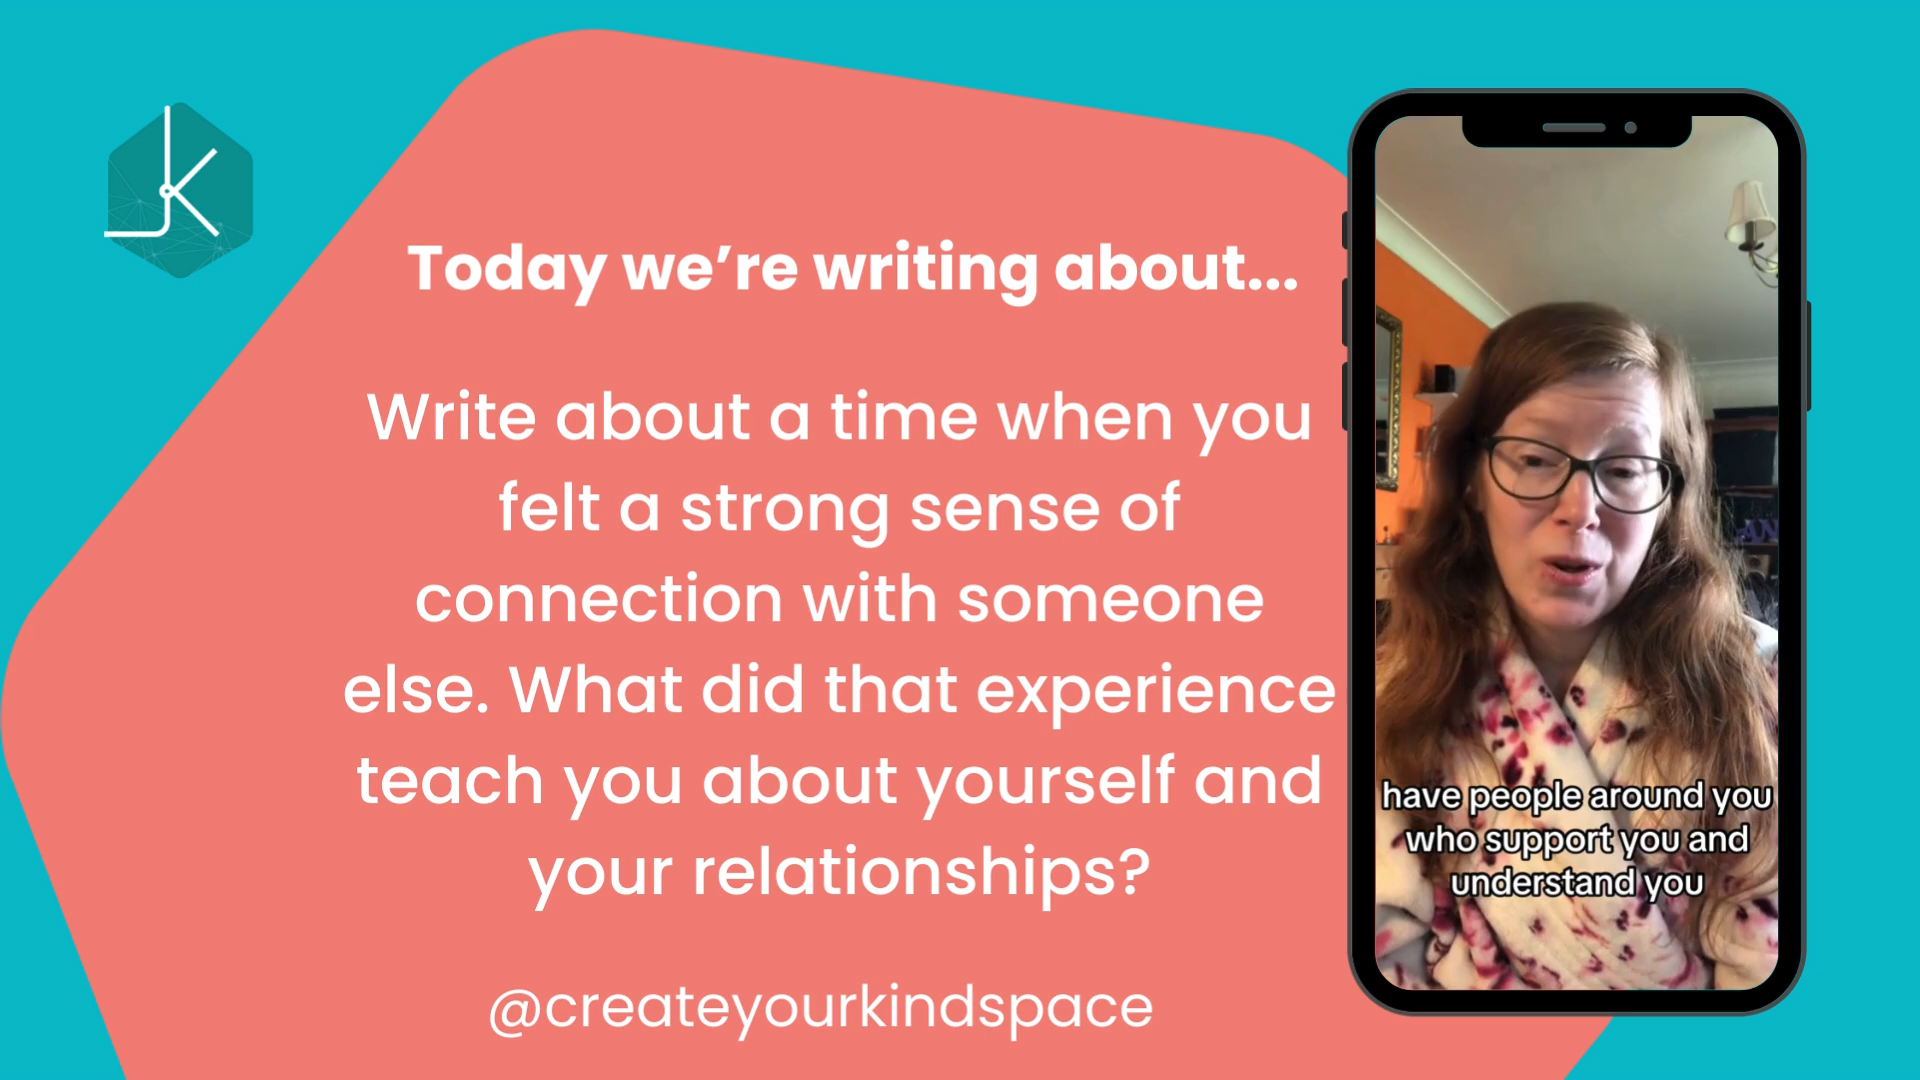 JK
Today we’re writing about...
Write about a time when you
felt a strong sense of
connection with someone
else. What did that experience
teach you about yourself and
your relationships?
@createyourkindspace
have people around you
who support you and
understand you
AN